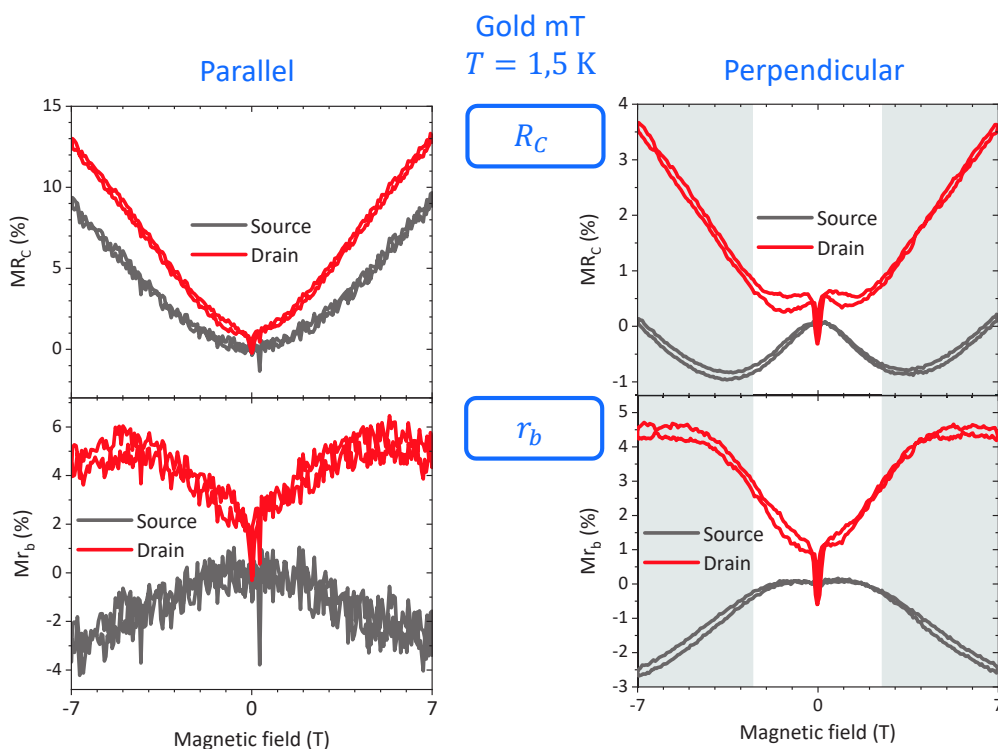 Gold mT
T = 1,5 K
Parallel
Perpendicular
R_C
r_b
15
10
5
0
MR_C (%)
Source
Drain
4
3
2
1
0
-1
MR_C (%)
Source
Drain
6
4
2
0
-2
-4
Mr_b (%)
Source
Drain
-7
0
7
Magnetic field (T)
5
4
3
2
1
0
-1
-2
-3
Mr_b (%)
Source
Drain
-7
0
7
Magnetic field (T)